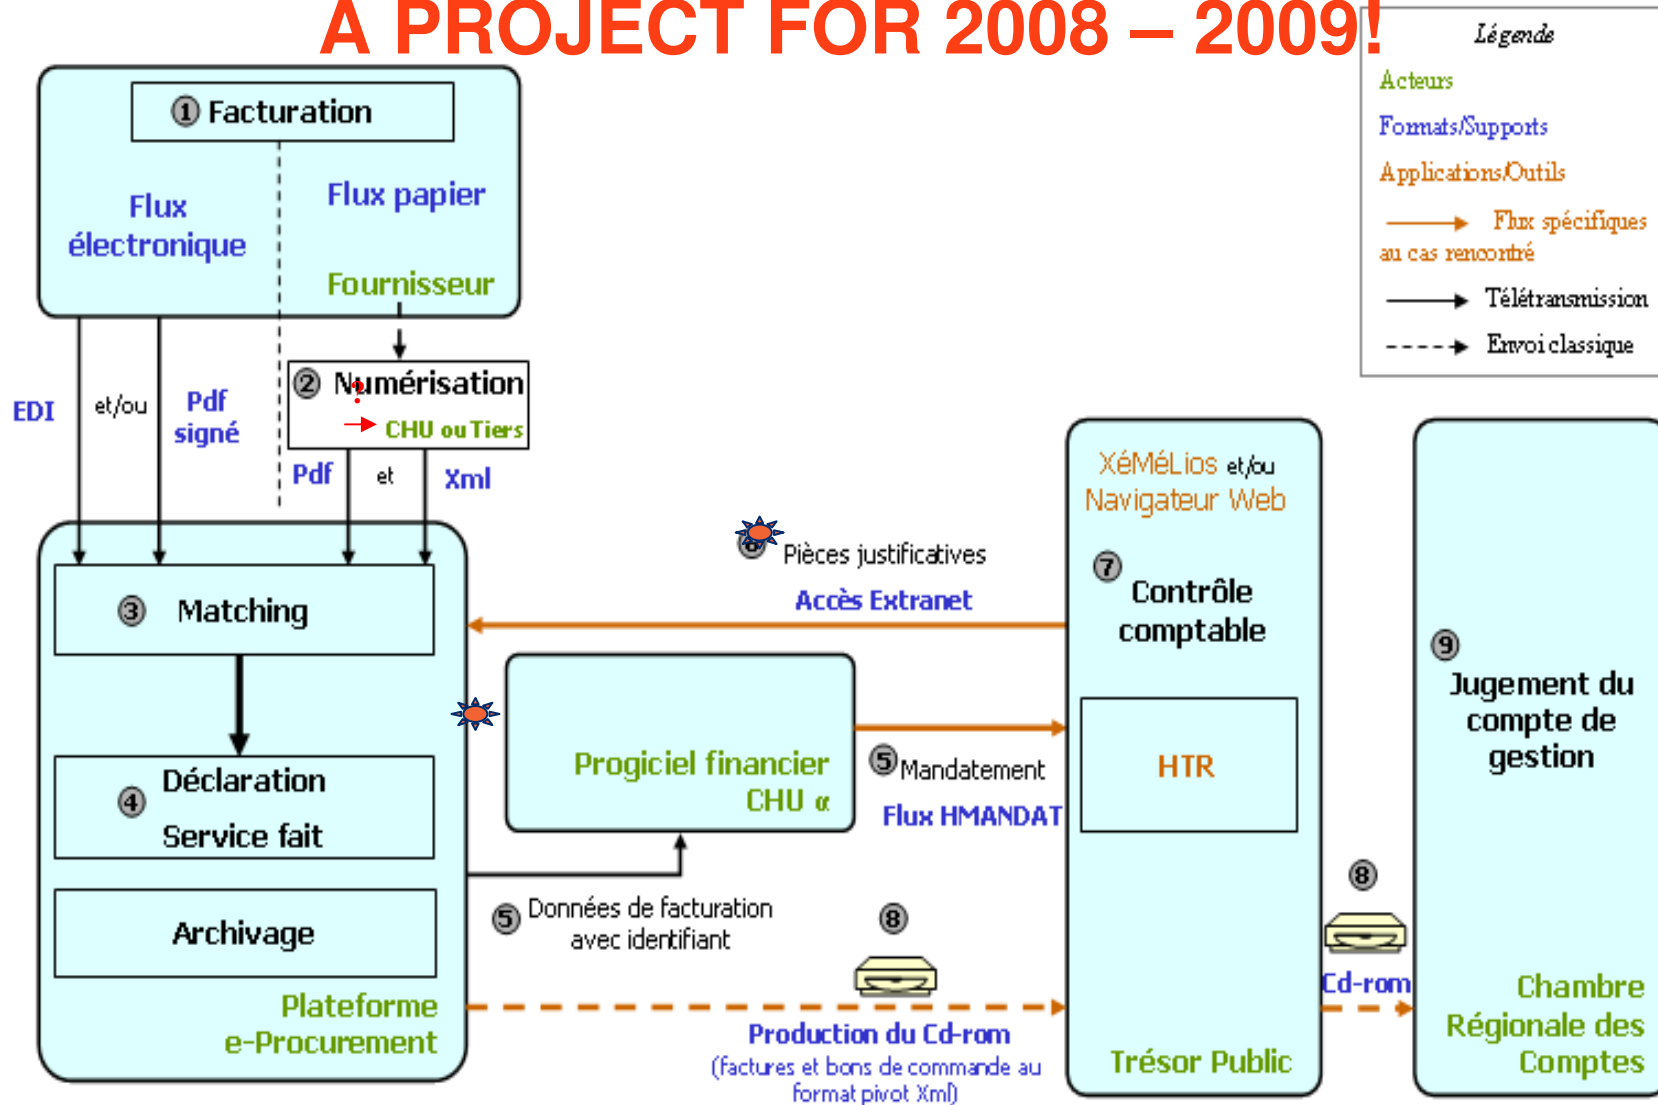 A PROJECT FOR 2008 – 2009!
Légende
Acteurs
Formats/Supports
Applications/Outils
Flux spécifiques
au cas rencontré
Télétransmission
Envoi classique
1 Facturation
Flux
électronique
Flux papier
Fournisseur
2 Numérisation
?
CHU ou Tiers
EDI
et/ou
Pdf
signé
Pdf
et
Xml
3 Matching
4 Déclaration
Service fait
Archivage
Plateforme
e-Procurement
6 Pièces justificatives
Accès Extranet
Progiciel financier
CHU α
5 Mandatement
Flux HMANDAT
5 Données de facturation
avec identifiant
8
Production du Cd-rom
(factures et bons de commande au
format pivot Xml)
XéMéLios et/ou
Navigateur Web
7 Contrôle
comptable
HTR
Trésor Public
8
Cd-rom
9 Jugement du
compte de
gestion
Chambre
Régionale des
Comptes